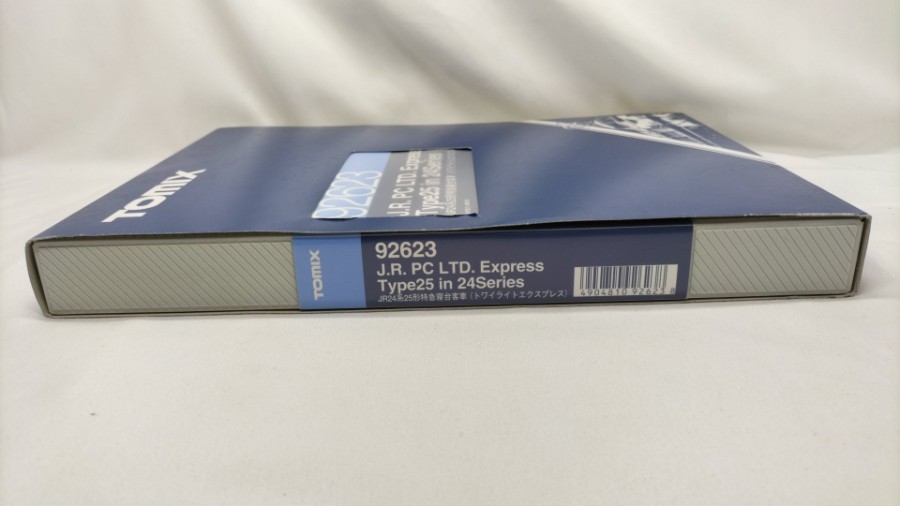 TOMIX
92623
J.R. PC LTD. Express
Type25 in 24Series
TOMIX
92623
J.R. PC LTD. Express
Type25 in 24Series
JR24系25形特急寝台客車(トワイライトエクスプレス)
4904810 92623